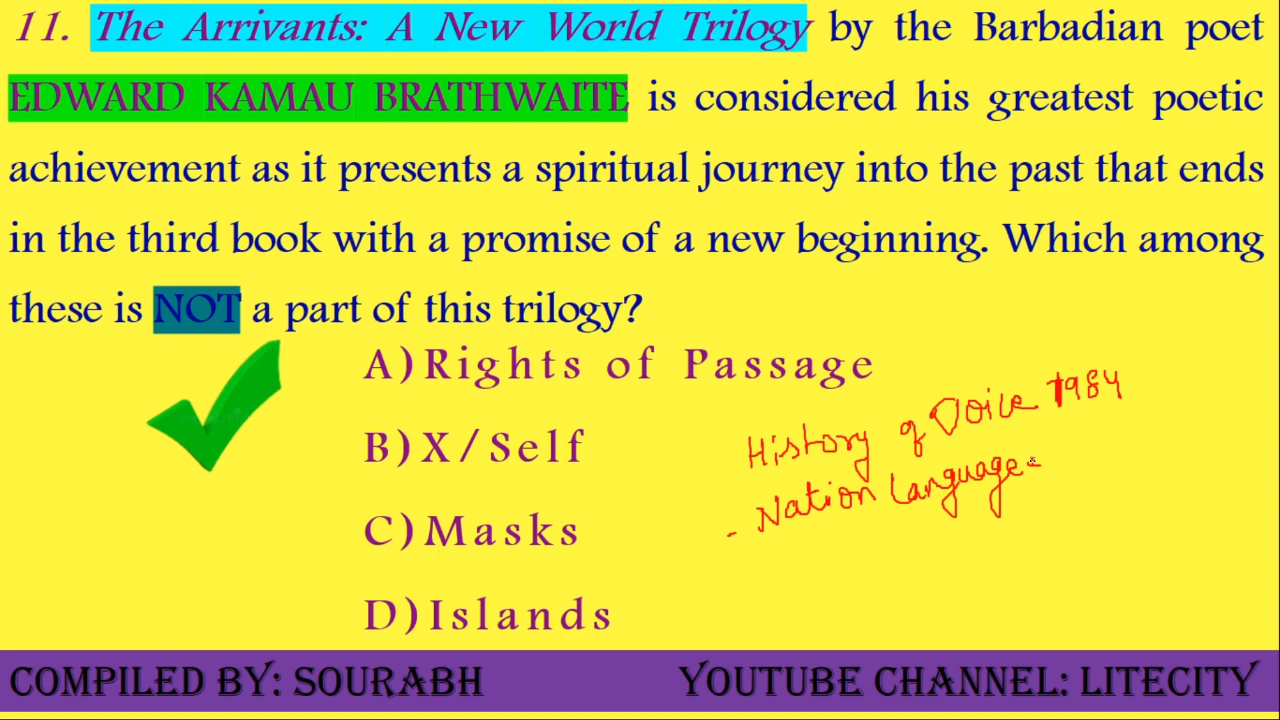 11. The Arrivants: A New World Trilogy by the Barbadian poet
EDWARD KAMAU BRATHWAITE is considered his greatest poetic
achievement as it presents a spiritual journey into the past that ends
in the third book with a promise of a new beginning. Which among
these is NOT a part of this trilogy?
A) Rights of Passage
B) X/Self
C) Masks
D) Islands
History of Voice 1984
- Nation Language -
COMPILED BY: SOURABH
YOUTUBE CHANNEL: LITECITY